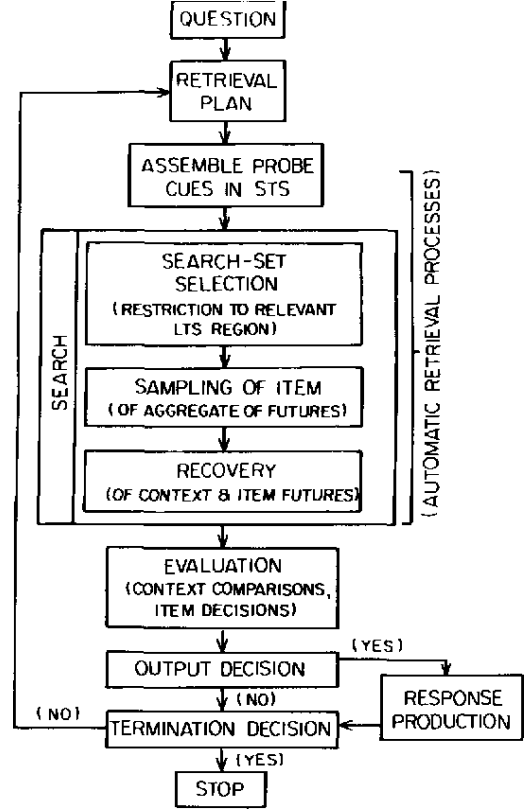 QUESTION
RETRIEVAL
PLAN
ASSEMBLE PROBE
CUES IN STS
SEARCH
SEARCH-SET
SELECTION
(RESTRICTION TO RELEVANT
LTS REGION)
SAMPLING OF ITEM
(OF AGGREGATE OF FUTURES)
RECOVERY
(OF CONTEXT & ITEM FUTURES)
(AUTOMATIC RETRIEVAL PROCESSES)
EVALUATION
(CONTEXT COMPARISONS,
ITEM DECISIONS)
OUTPUT DECISION
(YES)
RESPONSE
PRODUCTION
(NO)
(NO)
TERMINATION DECISION
(YES)
STOP